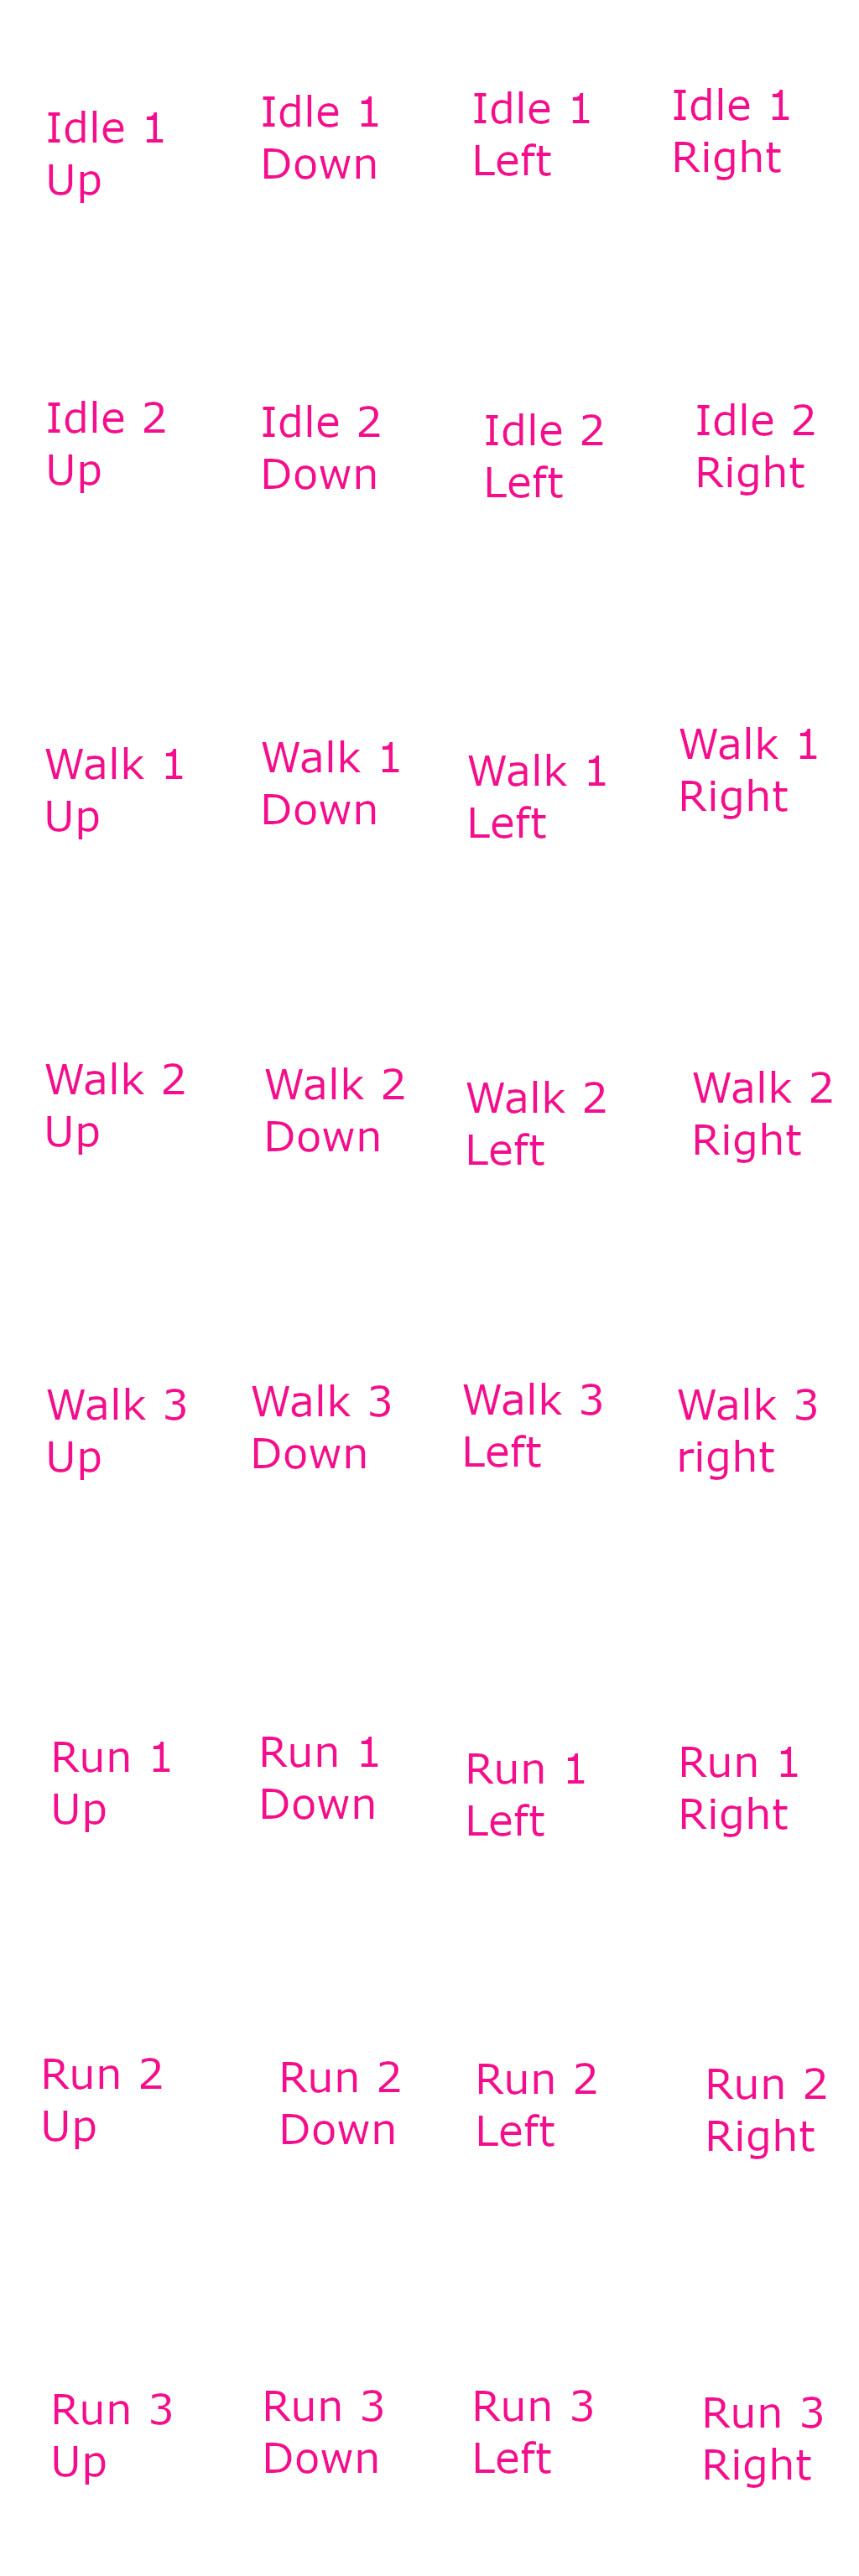 Idle 1
Up
Idle 1
Down
Idle 1
Left
Idle 1
Right
Idle 2
Up
Idle 2
Down
Idle 2
Left
Idle 2
Right
Walk 1
Up
Walk 1
Down
Walk 1
Left
Walk 1
Right
Walk 2
Up
Walk 2
Down
Walk 2
Left
Walk 2
Right
Walk 3
Up
Walk 3
Down
Walk 3
Left
Walk 3
right
Run 1
Up
Run 1
Down
Run 1
Left
Run 1
Right
Run 2
Up
Run 2
Down
Run 2
Left
Run 2
Right
Run 3
Up
Run 3
Down
Run 3
Left
Run 3
Right